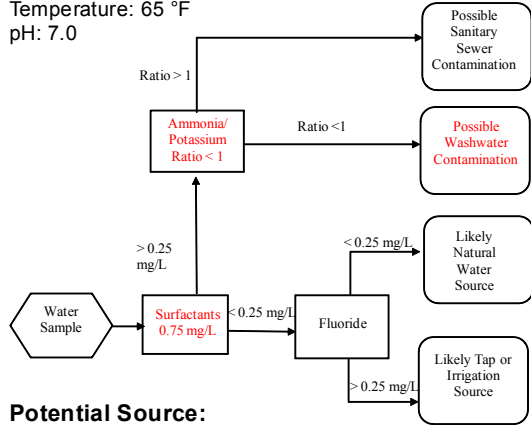 Temperature: 65 °F
pH: 7.0
Possible
Sanitary
Sewer
Contamination
Ratio > 1
Ammonia/
Potassium
Ratio < 1
Ratio <1
Possible
Washwater
Contamination
> 0.25
mg/L
< 0.25 mg/L
Likely
Natural
Water
Source
Water
Sample
Surfactants
0.75 mg/L
< 0.25 mg/L
Fluoride
> 0.25 mg/L
Likely Tap or
Irrigation
Source
Potential Source: